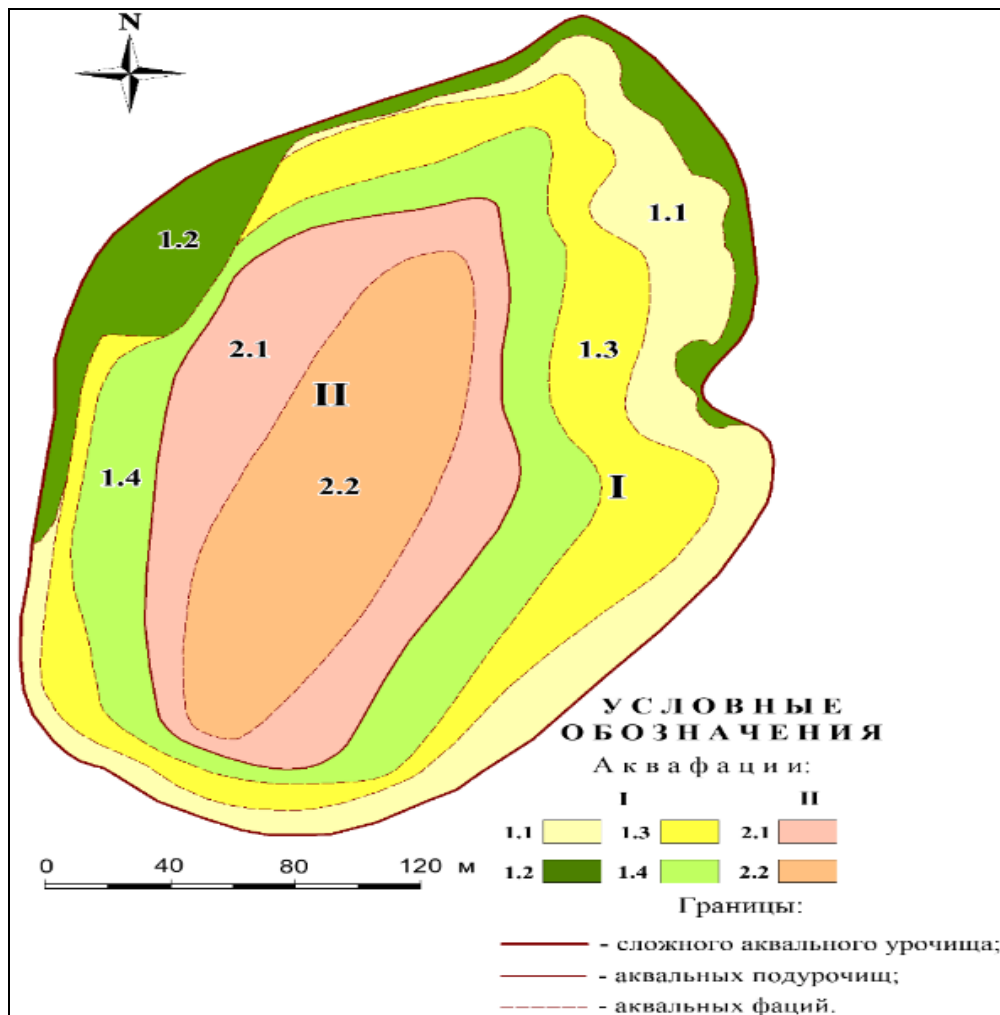 N
1.2
1.1
2.1
1.3
II
1.4
2.2
I
УСЛОВНЫЕ
ОБОЗНАЧЕНИЯ
Аквафации:
I II
1.1 1.3 2.1
1.2 1.4 2.2
0 40 80 120 м
Границы:
- сложного аквального урочища;
- аквальных подурочищ;
- аквальных фаций.